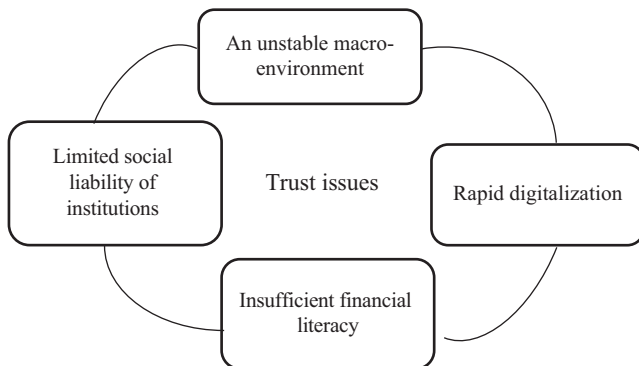 An unstable macro-
environment
Limited social
liability of
institutions
Trust issues
Rapid digitalization
Insufficient financial
literacy